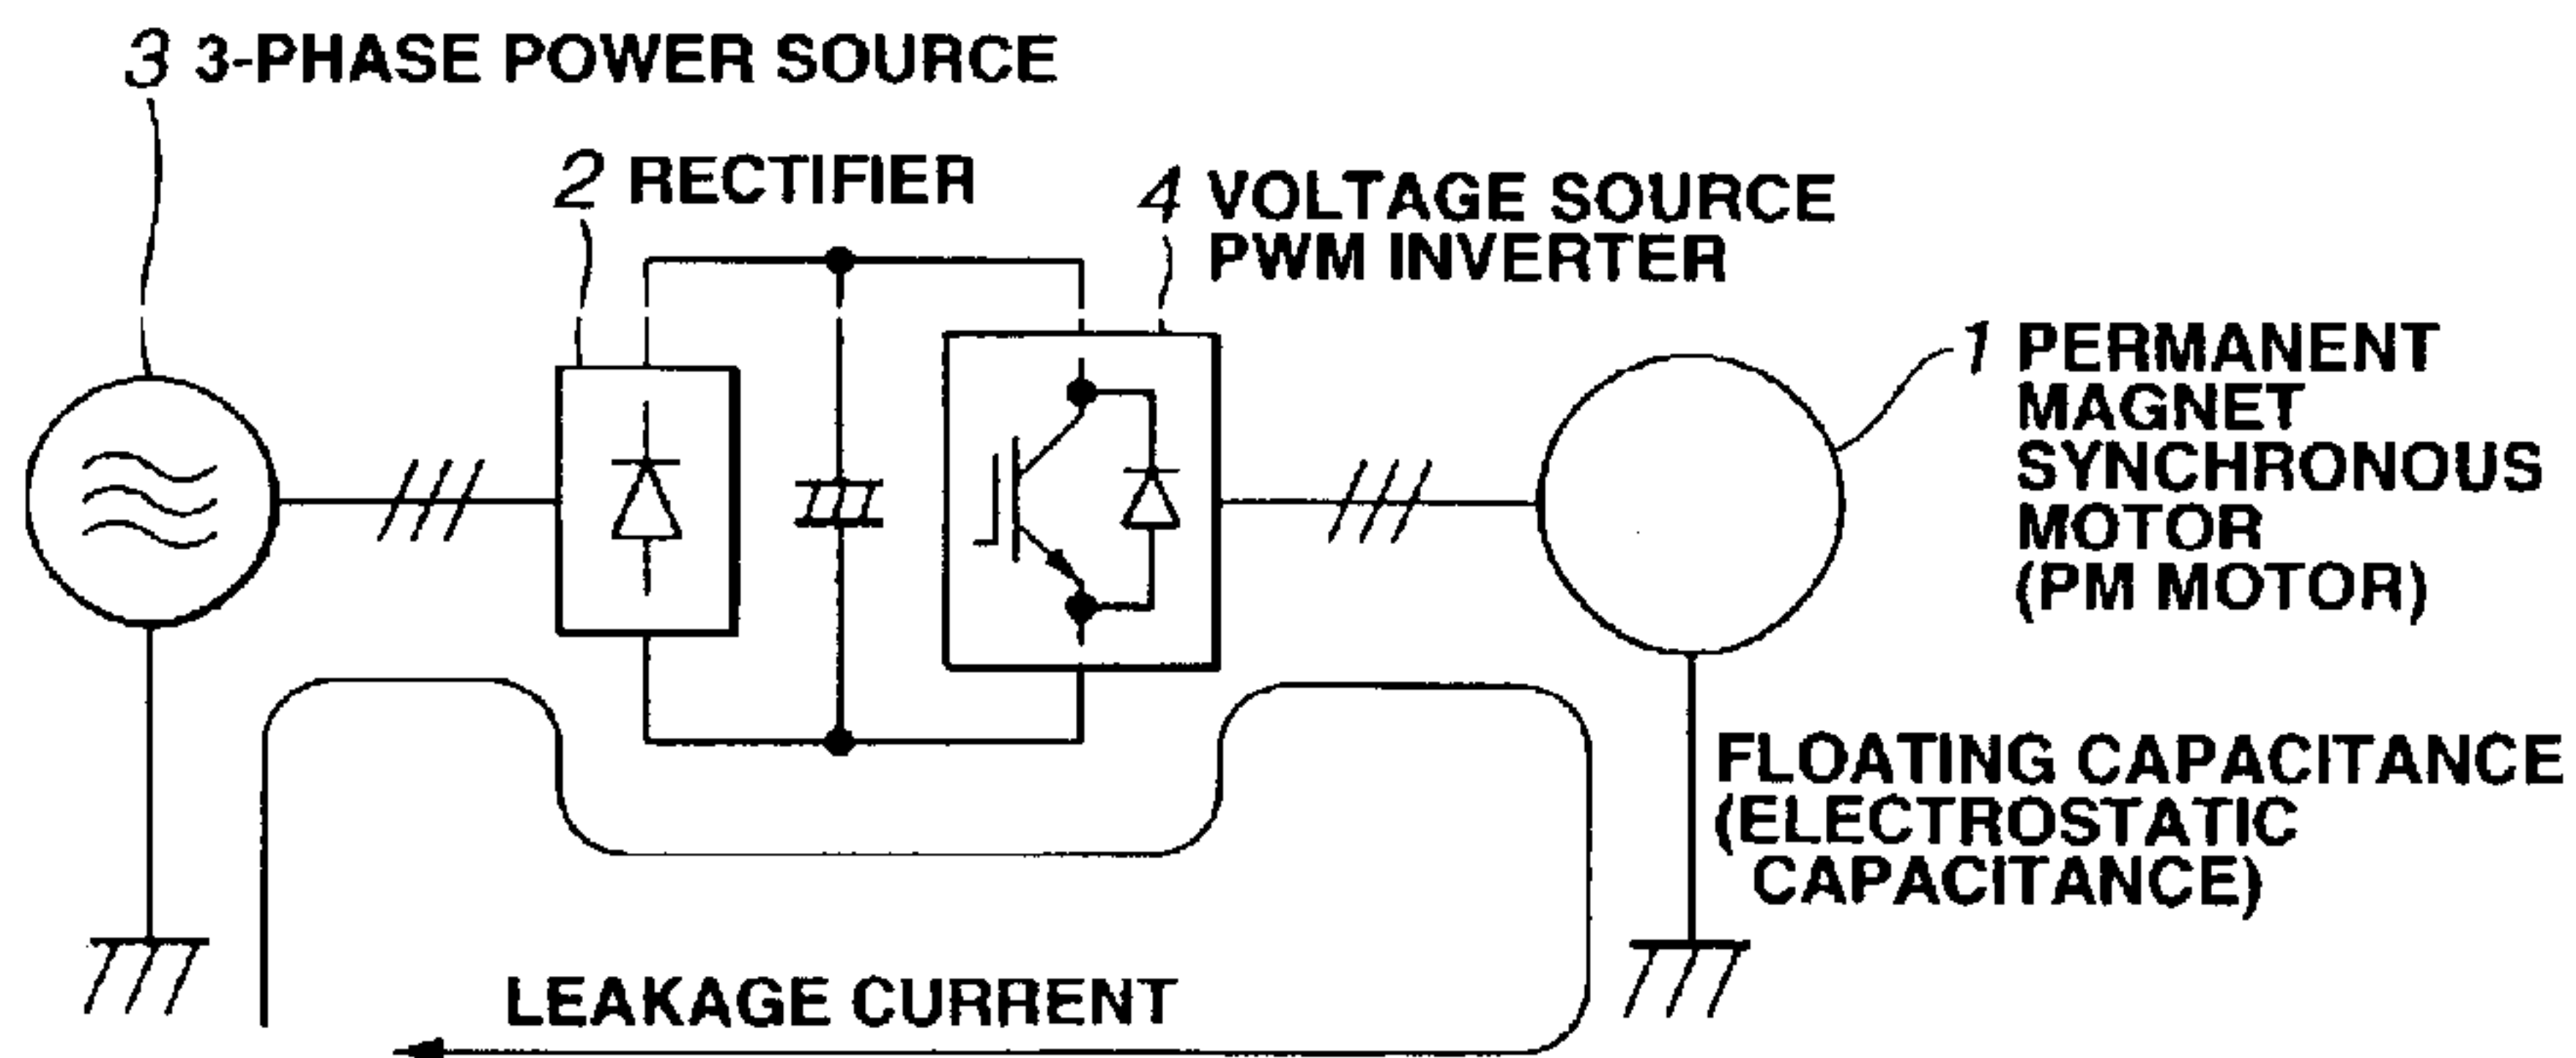 3 3-PHASE POWER SOURCE
2 RECTIFIER
4 VOLTAGE SOURCE
PWM INVERTER
1 PERMANENT
MAGNET
SYNCHRONOUS
MOTOR
(PM MOTOR)
FLOATING CAPACITANCE
(ELECTROSTATIC
CAPACITANCE)
LEAKAGE CURRENT